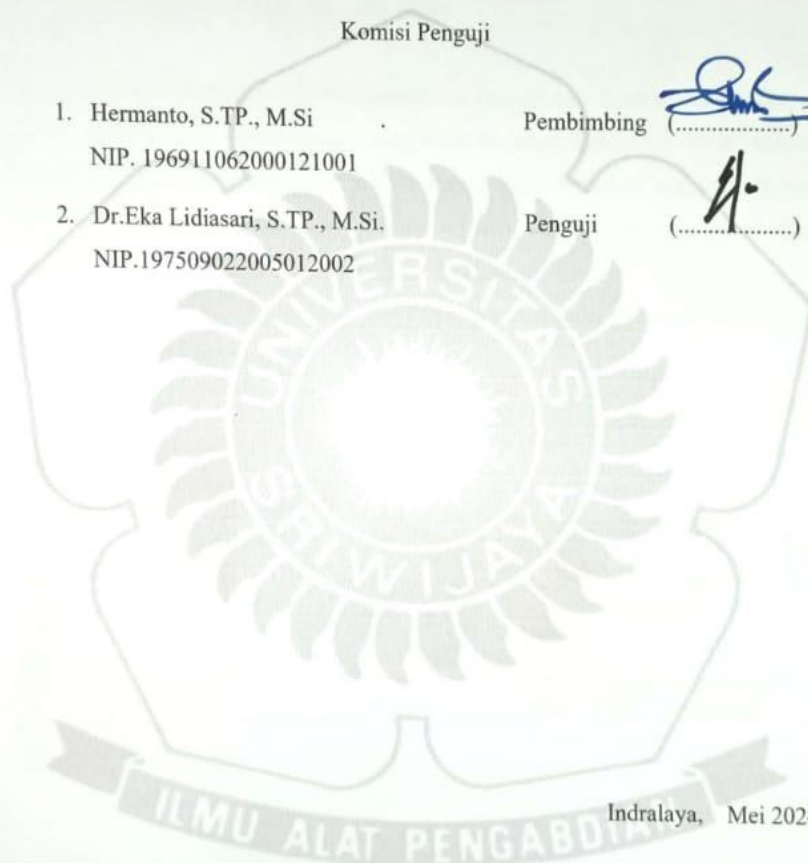 Komisi Penguji
1. Hermanto, S.TP., M.Si . Pembimbing (....................)
NIP. 196911062000121001
2. Dr.Eka Lidiasari, S.TP., M.Si. Penguji (....................)
NIP.197509022005012002
UNIVERSITAS
SRIWIJAYA
Indralaya, Mei
ILMU ALAT PENGABDIAN